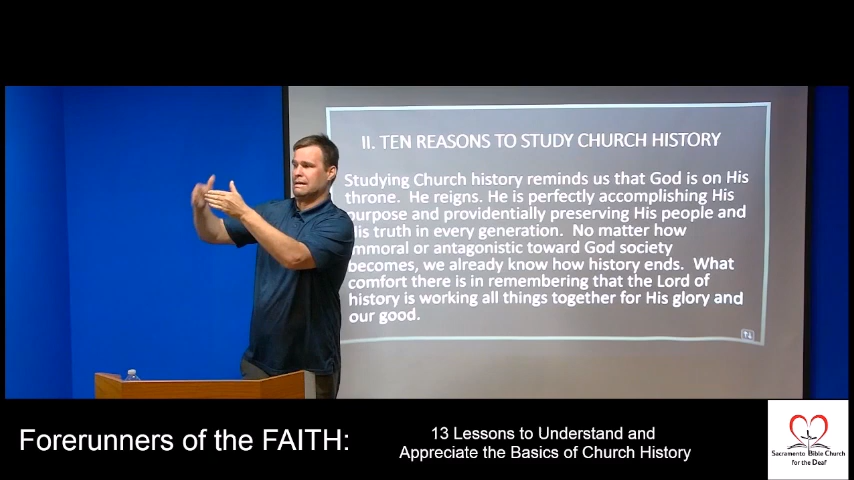 II. TEN REASONS TO STUDY CHURCH HISTORY
Studying Church history reminds us that God is on His
throne. He reigns. He is perfectly accomplishing His
purpose and providentially preserving His people and
His truth in every generation. No matter how
immoral or antagonistic toward God society
becomes, we already know how history ends. What
comfort there is in remembering that the Lord of
history is working all things together for His glory and
our good.
Forerunners of the FAITH:
13 Lessons to Understand and
Appreciate the Basics of Church History
Sacramento Bible Church
for the Deaf